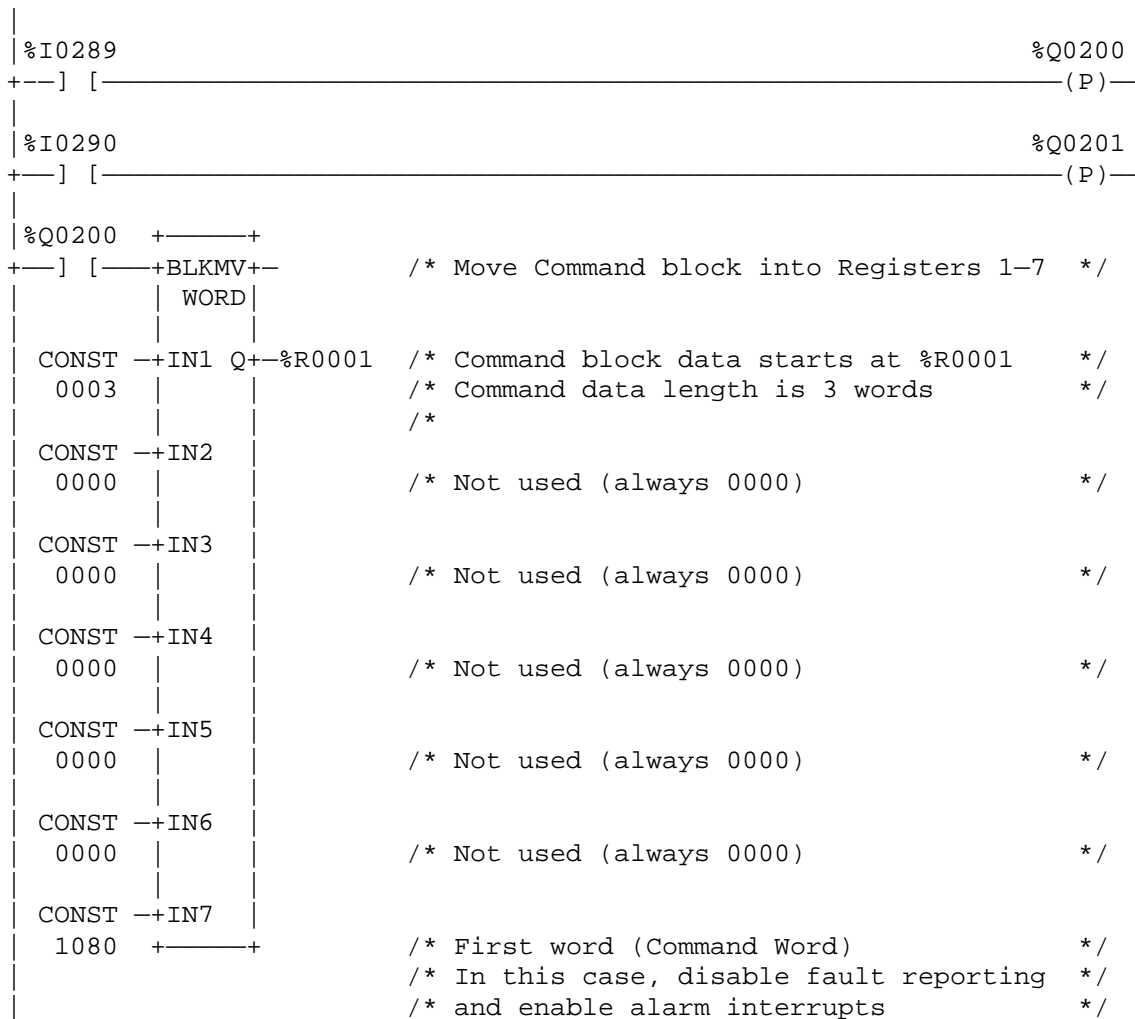 |
|%I0289 %Q0200
+——] [————————————————————————————————(P)——
|
|%I0290 %Q0201
+——] [————————————————————————————————(P)——
|
|%Q0200 +—————+
+——] [———+BLKMV+— /* Move Command block into Registers 1—7 */
| | WORD|
| | |
| CONST —+IN1 Q+—%R0001 /* Command block data starts at %R0001 */
| 0003 | | /* Command data length is 3 words */
| | | /*
| CONST —+IN2 |
| 0000 | | /* Not used (always 0000) */
| | |
| CONST —+IN3 |
| 0000 | | /* Not used (always 0000) */
| | |
| CONST —+IN4 |
| 0000 | | /* Not used (always 0000) */
| | |
| CONST —+IN5 |
| 0000 | | /* Not used (always 0000) */
| | |
| CONST —+IN6 |
| 0000 | | /* Not used (always 0000) */
| | |
| CONST —+IN7 |
| 1080 +—————+ /* First word (Command Word) */
| /* In this case, disable fault reporting */
| /* and enable alarm interrupts */